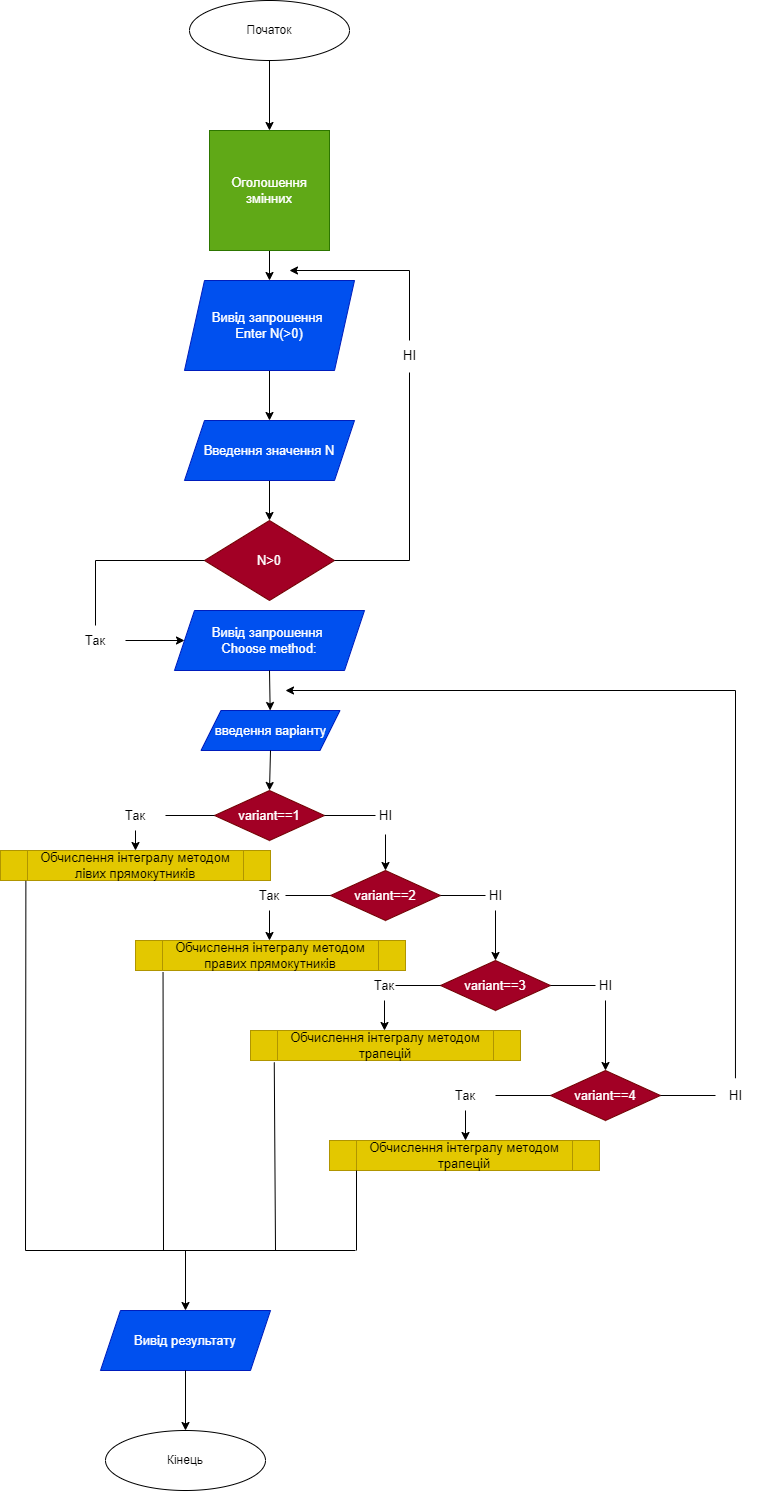 Початок
Оголошення
змінних
Вивід запрошення
Enter N(>0)
НІ
Введення значення N
N>0
Так
Вивід запрошення
Choose method:
введення варіанту
Так
variant==1
НІ
Обчислення інтегралу методом
лівих прямокутників
Так
variant==2
НІ
Обчислення інтегралу методом
правих прямокутників
Так
variant==3
НІ
Обчислення інтегралу методом
трапецій
Так
variant==4
НІ
Обчислення інтегралу методом
трапецій
Вивід результату
Кінець